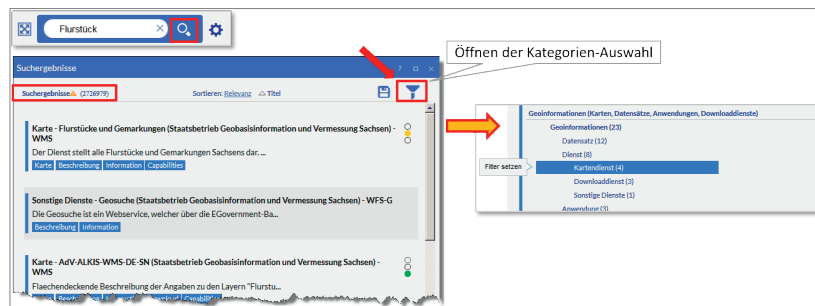 Flurstück
Öffnen der Kategorien-Auswahl
Suchergebnisse
Suchergebnisse (2726979) Sortieren: Relevanz Titel
Karte - Flurstücke und Gemarkungen (Staatsbetrieb Geobasisinformation und Vermessung Sachsen) -
WMS
Der Dienst stellt alle Flurstücke und Gemarkungen Sachsens dar. ...
Karte Beschreibung Information Capabilities
Sonstige Dienste - Geosuche (Staatsbetrieb Geobasisinformation und Vermessung Sachsen) - WFS-G
Die Geosuche ist ein Webservice, welcher über die EGovernment-Ba...
Beschreibung Information
Karte - AdV-ALKIS-WMS-DE-SN (Staatsbetrieb Geobasisinformation und Vermessung Sachsen) -
WMS
Flaechendeckende Beschreibung der Angaben zu den Layern "Flurstu...
Geoinformationen (Karten, Datensätze, Anwendungen, Downloaddienste)
Geoinformationen (23)
Datensatz (12)
Dienst (8)
Filter setzen Kartendienst (4)
Downloaddienst (3)
Sonstige Dienste (1)
Anwendung (3)